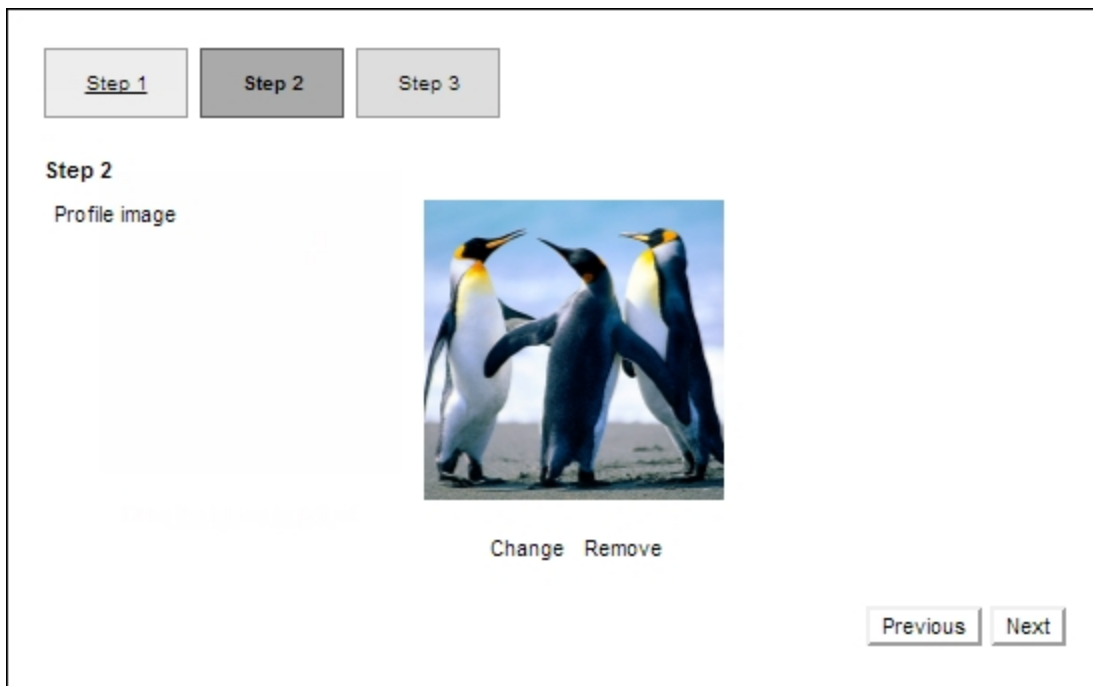 Step 1 Step 2 Step 3
Step 2
Profile image
Change Remove
Previous Next